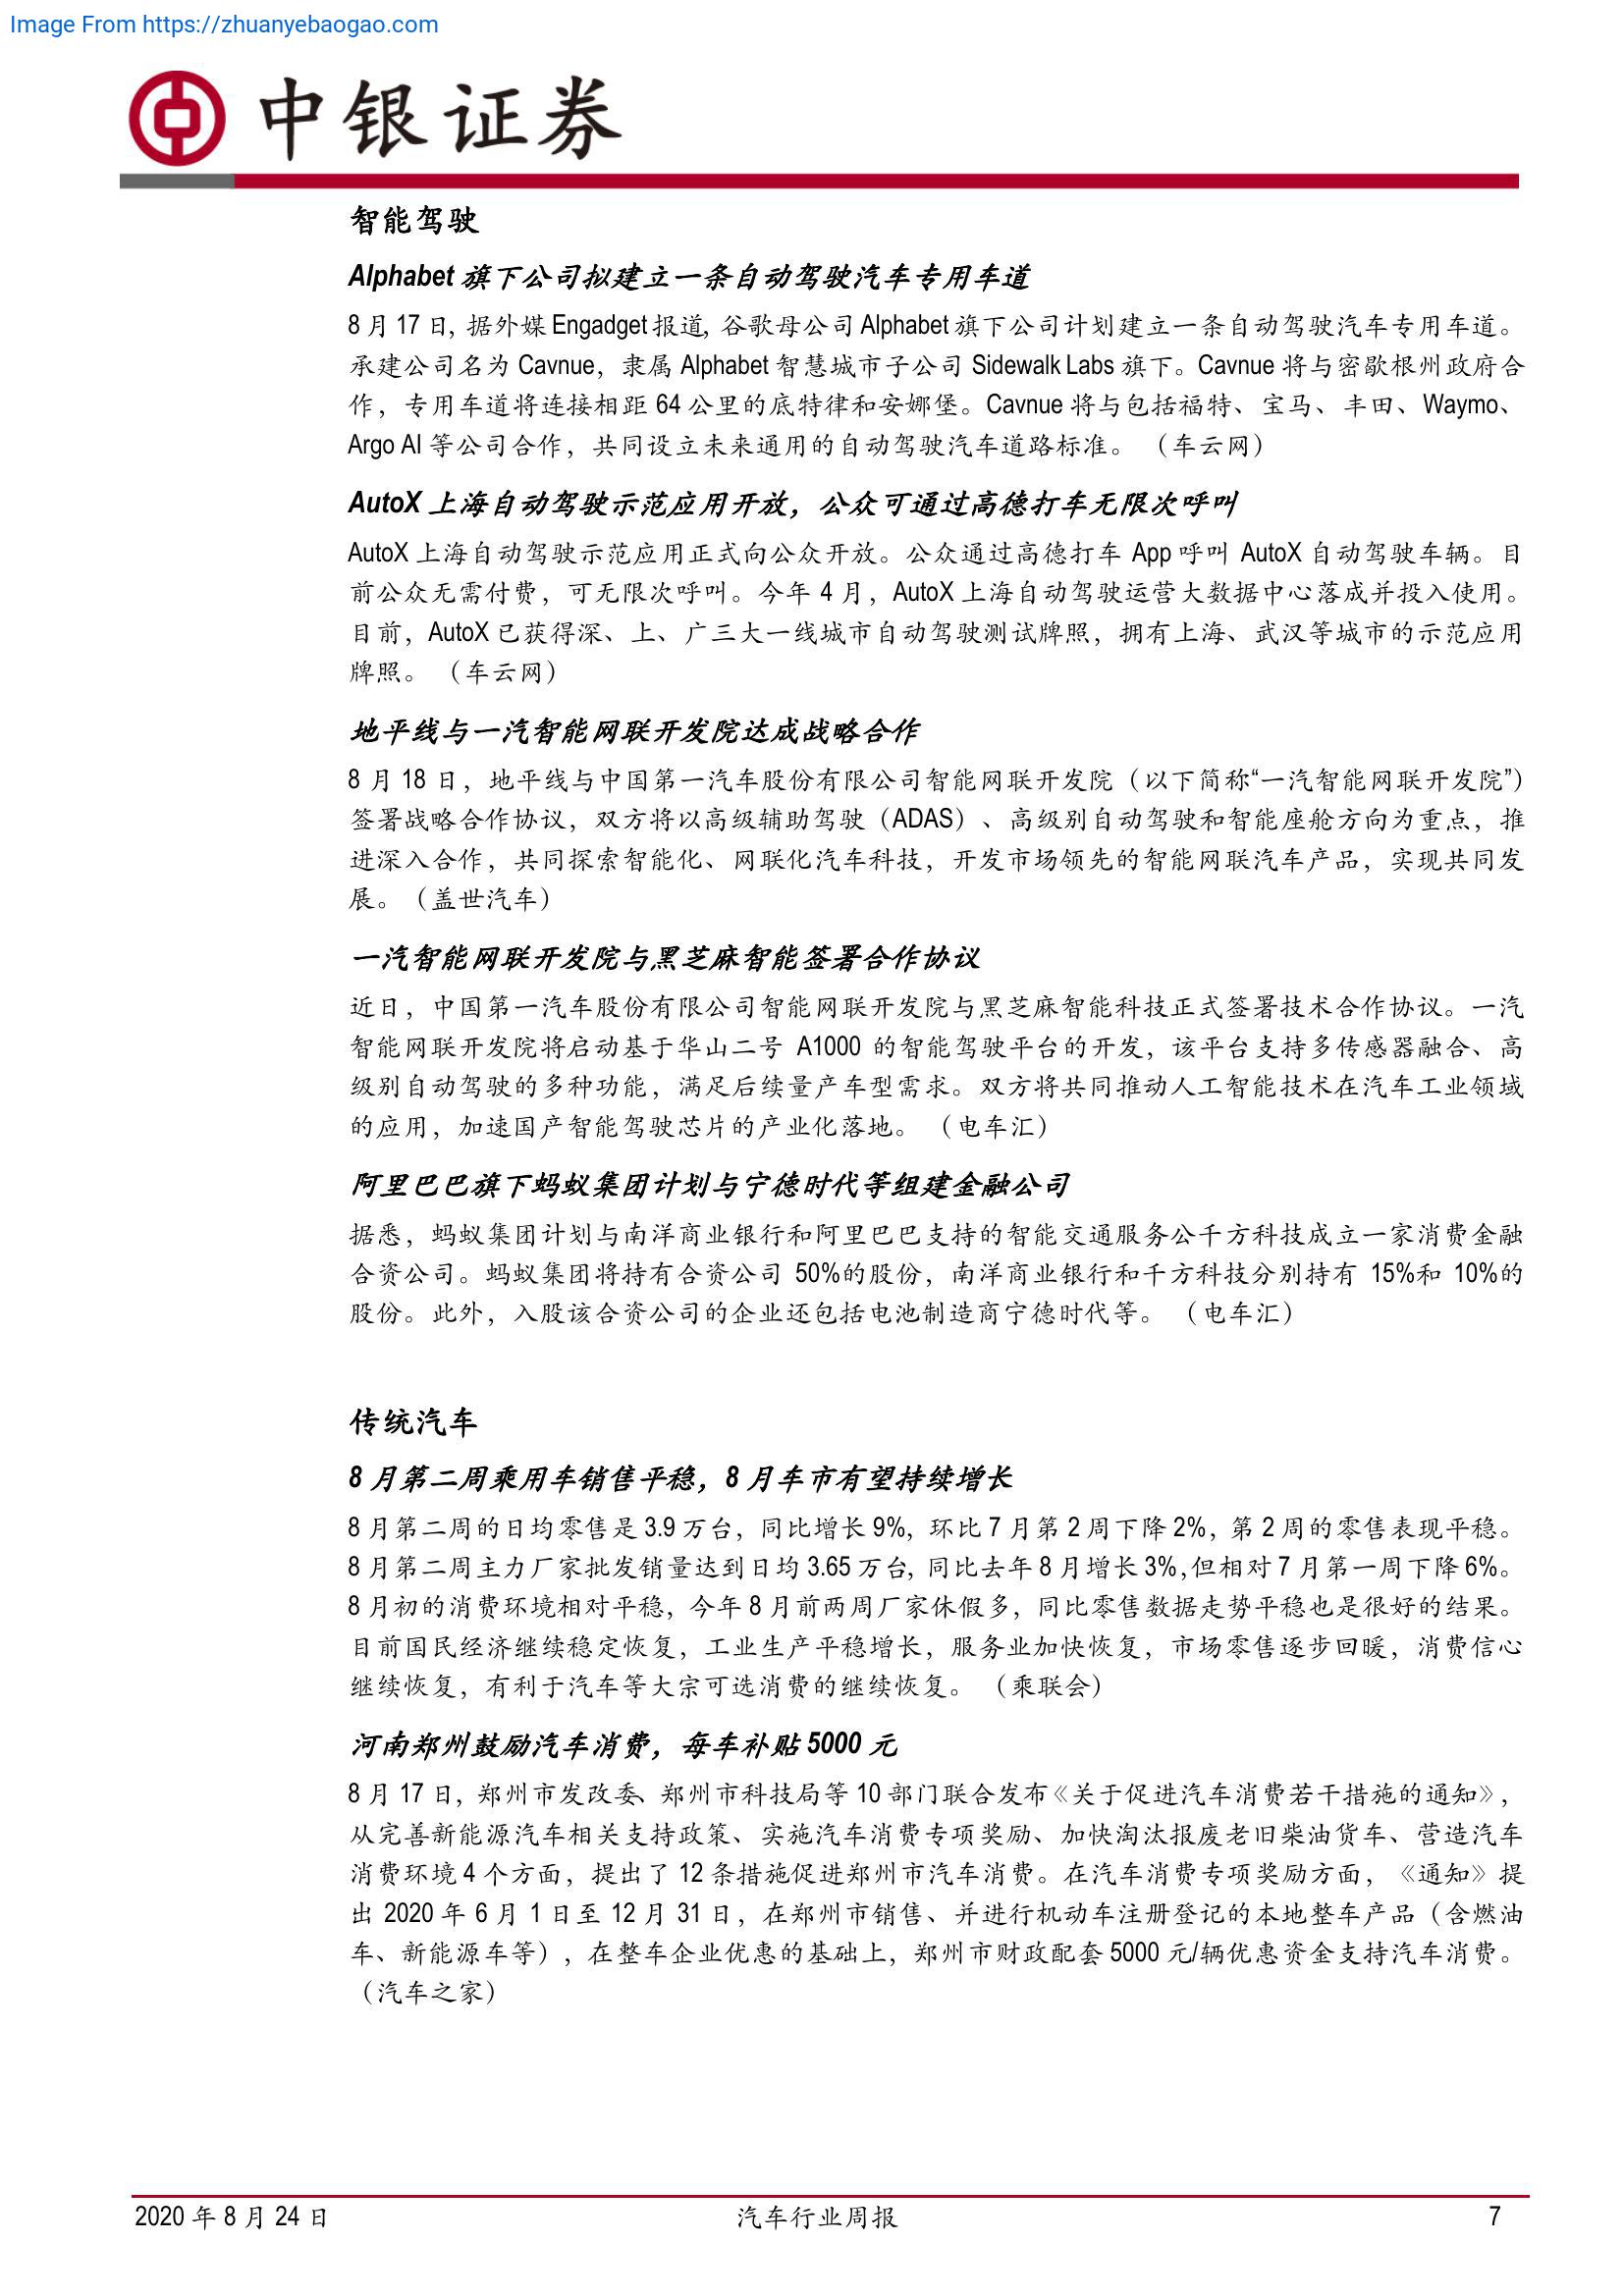 Image From https://zhuanyebaogao.com
中银证券
智能驾驶
Alphabet 旗下公司拟建立一条自动驾驶汽车专用车道
8 月 17 日, 据外媒 Engadget 报道, 谷歌母公司 Alphabet 旗下公司计划建立一条自动驾驶汽车专用车道。
承建公司名为 Cavnue，隶属 Alphabet 智慧城市子公司 Sidewalk Labs 旗下。Cavnue 将与密歇根州政府合
作，专用车道将连接相距 64 公里的底特律和安娜堡。Cavnue 将与包括福特、宝马、丰田、Waymo、
Argo AI 等公司合作，共同设立未来通用的自动驾驶汽车道路标准。（车云网）
AutoX 上海自动驾驶示范应用开放，公众可通过高德打车无限次呼叫
AutoX 上海自动驾驶示范应用正式向公众开放。公众通过高德打车 App 呼叫 AutoX 自动驾驶车辆。目
前公众无需付费，可无限次呼叫。今年 4 月，AutoX 上海自动驾驶运营大数据中心落成并投入使用。
目前，AutoX 已获得深、上、广三大一线城市自动驾驶测试牌照，拥有上海、武汉等城市的示范应用
牌照。（车云网）
地平线与一汽智能网联开发院达成战略合作
8 月 18 日，地平线与中国第一汽车股份有限公司智能网联开发院（以下简称“一汽智能网联开发院”）
签署战略合作协议，双方将以高级辅助驾驶（ADAS）、高级别自动驾驶和智能座舱方向为重点，推
进深入合作，共同探索智能化、网联化汽车科技，开发市场领先的智能网联汽车产品，实现共同发
展。（盖世汽车）
一汽智能网联开发院与黑芝麻智能签署合作协议
近日，中国第一汽车股份有限公司智能网联开发院与黑芝麻智能科技正式签署技术合作协议。一汽
智能网联开发院将启动基于华山二号 A1000 的智能驾驶平台的开发，该平台支持多传感器融合、高
级别自动驾驶的多种功能，满足后续量产车型需求。双方将共同推动人工智能技术在汽车工业领域
的应用，加速国产智能驾驶芯片的产业化落地。（电车汇）
阿里巴巴旗下蚂蚁集团计划与宁德时代等组建金融公司
据悉，蚂蚁集团计划与南洋商业银行和阿里巴巴支持的智能交通服务公千方科技成立一家消费金融
合资公司。蚂蚁集团将持有合资公司 50%的股份，南洋商业银行和千方科技分别持有 15%和 10%的
股份。此外，入股该合资公司的企业还包括电池制造商宁德时代等。（电车汇）
传统汽车
8 月第二周乘用车销售平稳，8 月车市有望持续增长
8 月第二周的日均零售是 3.9 万台，同比增长 9%, 环比 7 月第 2 周下降 2%, 第 2 周的零售表现平稳。
8 月第二周主力厂家批发销量达到日均 3.65 万台, 同比去年 8 月增长 3%,但相对 7 月第一周下降 6%。
8 月初的消费环境相对平稳，今年 8 月前两周厂家休假多，同比零售数据走势平稳也是很好的结果。
目前国民经济继续稳定恢复，工业生产平稳增长，服务业加快恢复，市场零售逐步回暖，消费信心
继续恢复，有利于汽车等大宗可选消费的继续恢复。（乘联会）
河南郑州鼓励汽车消费，每车补贴 5000 元
8 月 17 日, 郑州市发改委、郑州市科技局等 10 部门联合发布《关于促进汽车消费若干措施的通知》，
从完善新能源汽车相关支持政策、实施汽车消费专项奖励、加快淘汰报废老旧柴油货车、营造汽车
消费环境 4 个方面，提出了 12 条措施促进郑州市汽车消费。在汽车消费专项奖励方面，《通知》提
出 2020 年 6 月 1 日至 12 月 31 日，在郑州市销售、并进行机动车注册登记的本地整车产品（含燃油
车、新能源车等），在整车企业优惠的基础上，郑州市财政配套 5000 元/辆优惠资金支持汽车消费。
（汽车之家）
2020 年 8 月 24 日 汽车行业周报 7